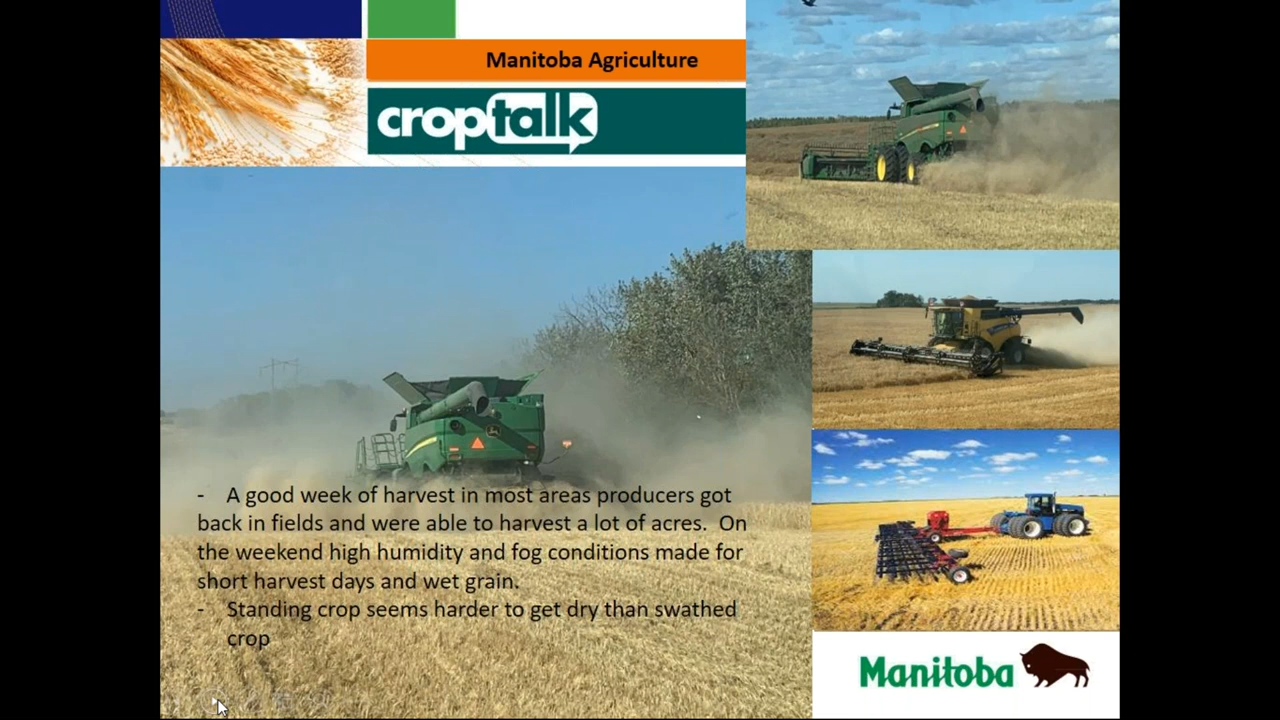 Manitoba Agriculture
croptalk
- A good week of harvest in most areas producers got
back in fields and were able to harvest a lot of acres. On
the weekend high humidity and fog conditions made for
short harvest days and wet grain.
- Standing crop seems harder to get dry than swathed
crop
Manitoba